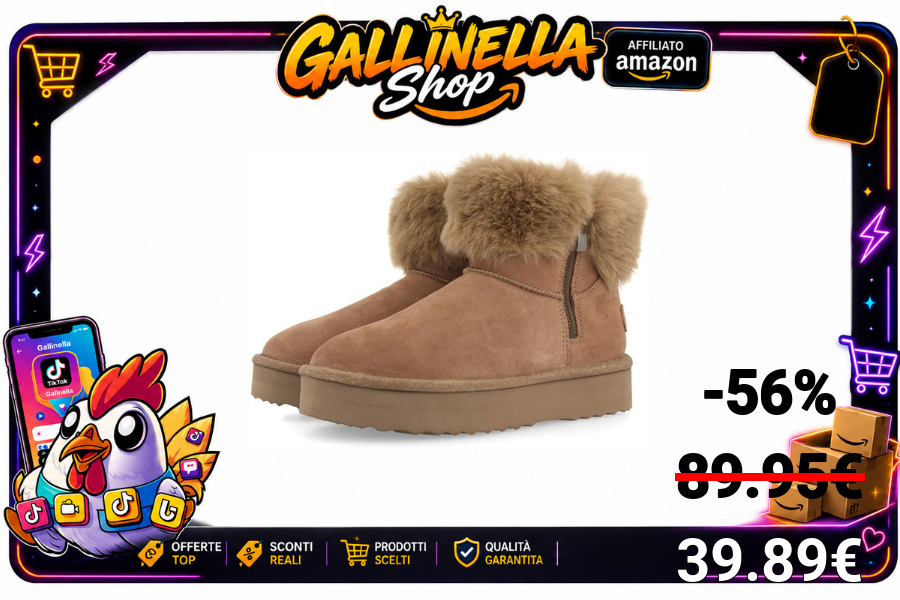 GALLINELLA
Shop
AFFILIATO
amazon
Gallinella
TikTok
Gallinella
-56%
89.95€
39.89€
OFFERTE
TOP
SCONTI
REALI
PRODOTTI
SCELTI
QUALITÀ
GARANTITA